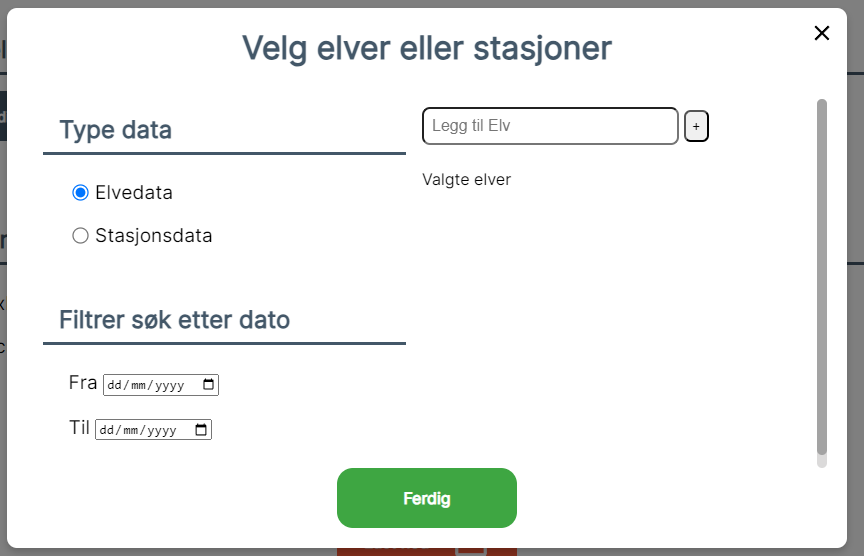 Velg elver eller stasjoner
Type data
Elvedata
Stasjonsdata
Filtrer søk etter dato
Fra dd/mm/yyyy
Til dd/mm/yyyy
Legg til Elv +
Valgte elver
Ferdig